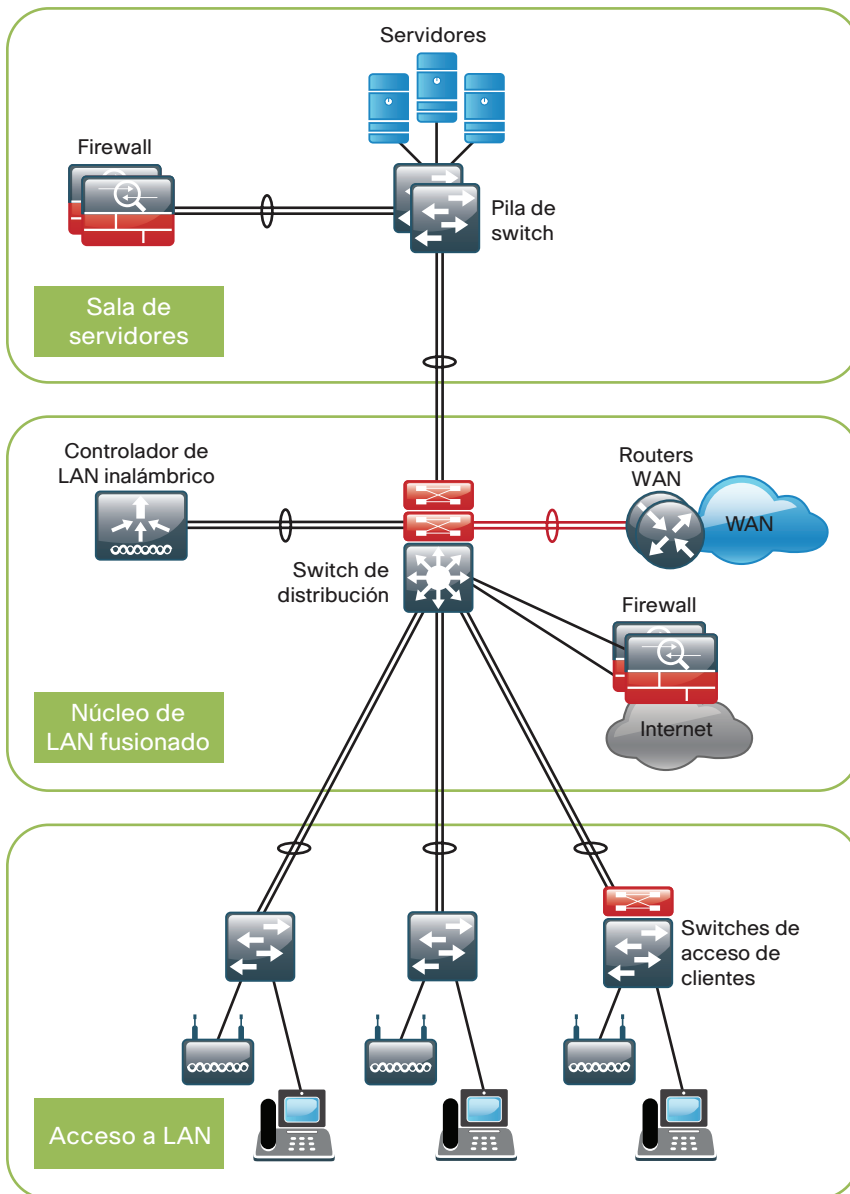 Servidores
Firewall
Pila de
switch
Sala de
servidores
Controlador de
LAN inalámbrico
Routers
WAN
WAN
Switch de
distribución
Firewall
Internet
Núcleo de
LAN fusionado
Switches de
acceso de
clientes
Acceso a LAN